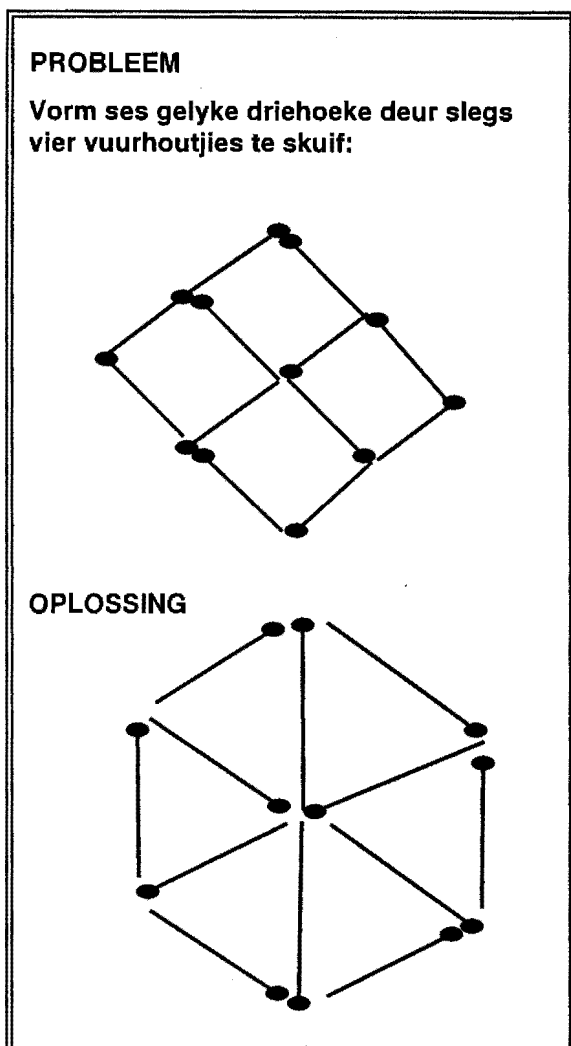 PROBLEEM
Vorm ses gelyke driehoeke deur slegs
vier vuurhoutjies te skuif:
OPLOSSING